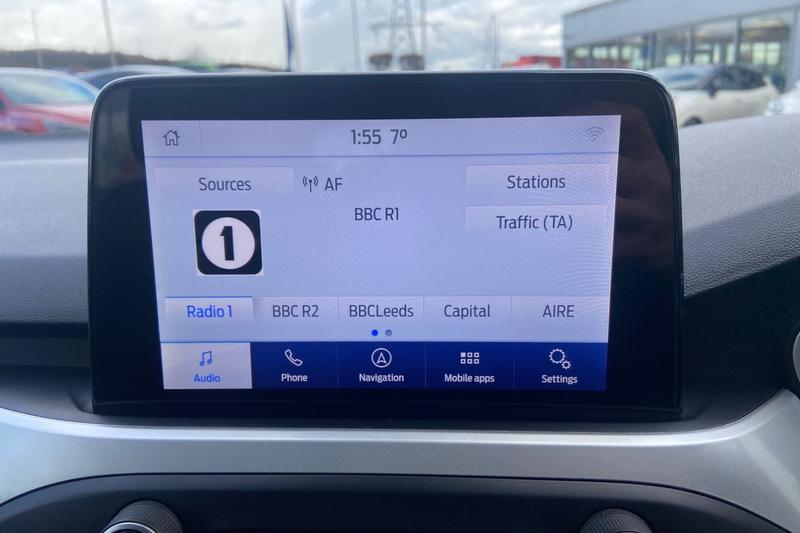 1:55 7º
Sources
AF
Stations
BBC R1
Traffic (TA)
1
Radio 1
BBC R2
BBCLeeds
Capital
AIRE
Audio
Phone
Navigation
Mobile apps
Settings